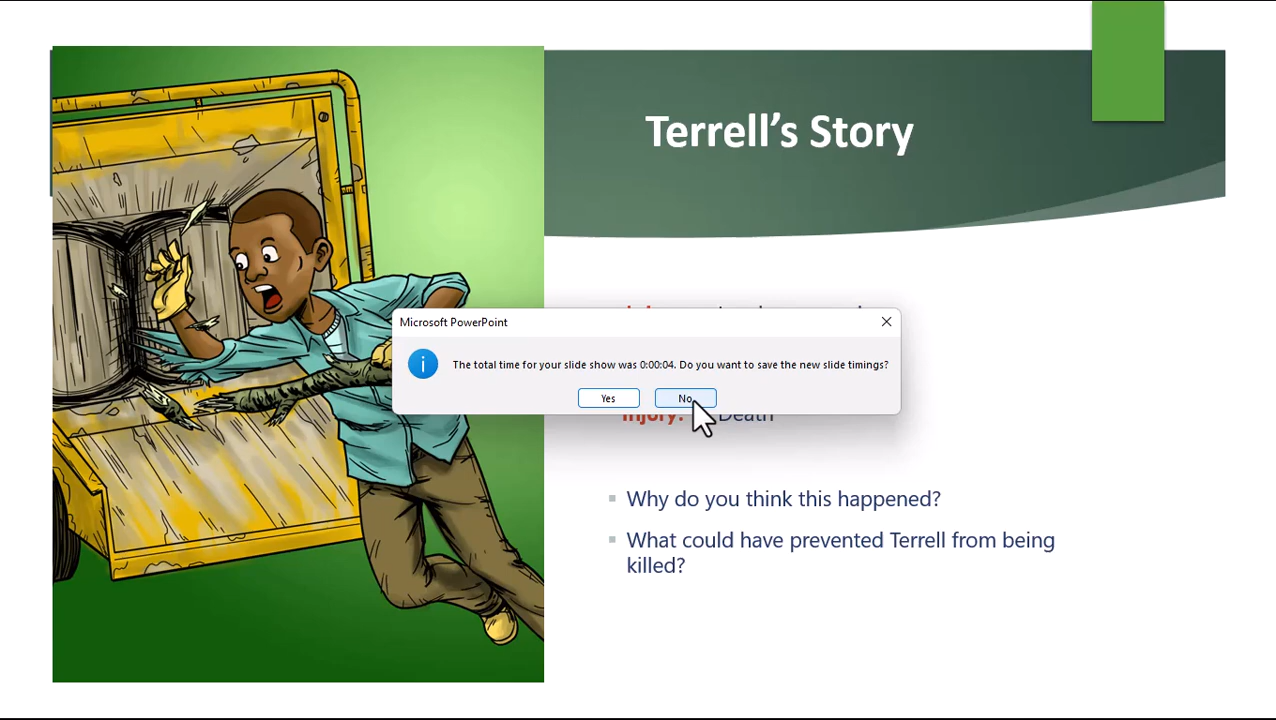 Terrell's Story
Microsoft PowerPoint
The total time for your slide show was 0:00:04. Do you want to save the new slide timings?
Yes
No
Injury: Death
Why do you think this happened?
What could have prevented Terrell from being
killed?